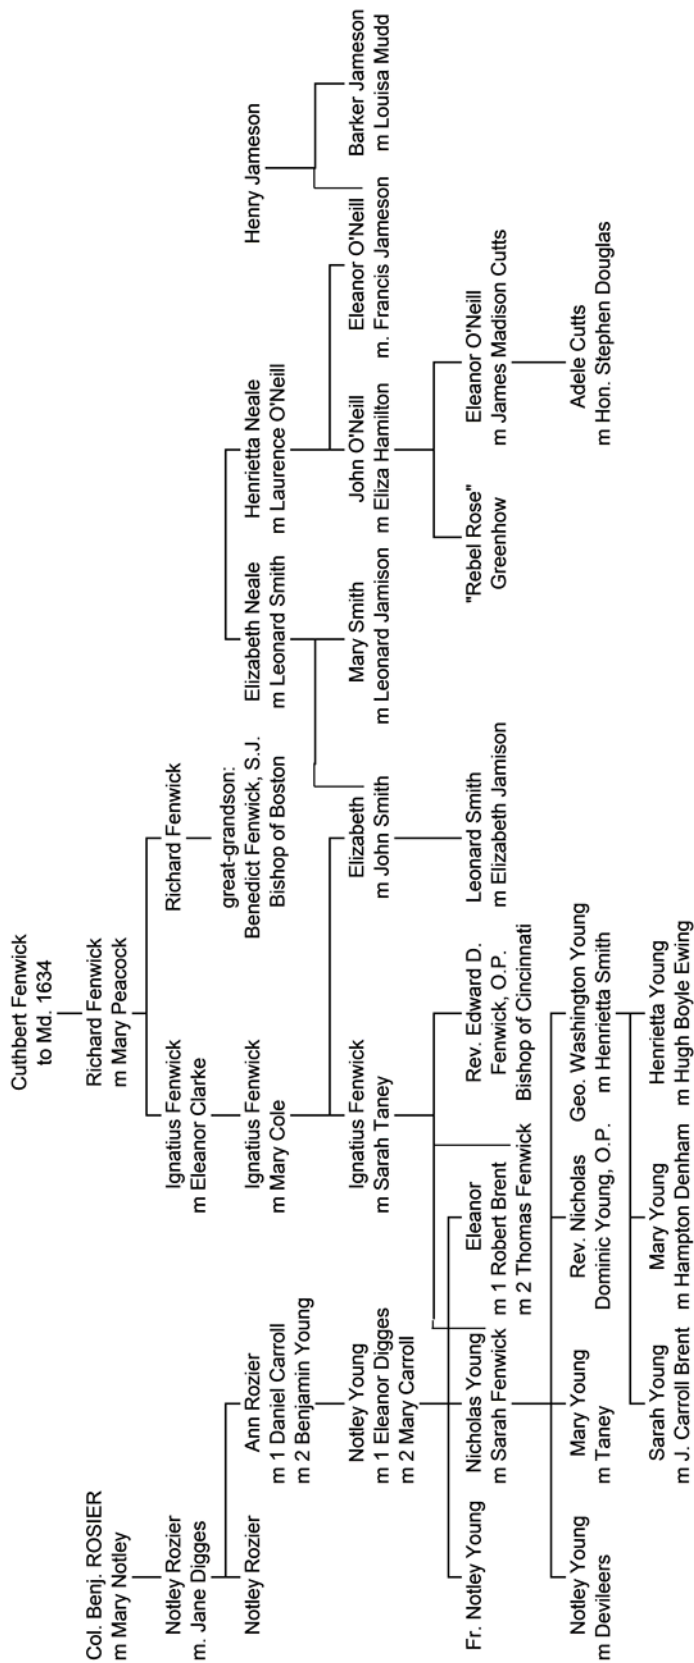 Cuthbert Fenwick
to Md. 1634
Col. Benj. ROSIER
m Mary Notley
Richard Fenwick
m Mary Peacock
Notley Rozier
m. Jane Digges
Ignatius Fenwick
m Eleanor Clarke
Richard Fenwick
Notley Rozier
Ann Rozier
m 1 Daniel Carroll
m 2 Benjamin Young
Ignatius Fenwick
m Mary Cole
great-grandson:
Benedict Fenwick, S.J.
Bishop of Boston
Elizabeth Neale
m Leonard Smith
Henrietta Neale
m Laurence O'Neill
Henry Jameson
Notley Young
m 1 Eleanor Digges
m 2 Mary Carroll
Ignatius Fenwick
m Sarah Taney
Elizabeth
m John Smith
Mary Smith
m Leonard Jamison
John O'Neill
m Eliza Hamilton
Eleanor O'Neill
m. Francis Jameson
Barker Jameson
m Louisa Mudd
Fr. Notley Young
Nicholas Young
m Sarah Fenwick
Eleanor
m 1 Robert Brent
m 2 Thomas Fenwick
Rev. Edward D.
Fenwick, O.P.
Bishop of Cincinnati
Leonard Smith
m Elizabeth Jamison
"Rebel Rose"
Greenhow
Eleanor O'Neill
m James Madison Cutts
Notley Young
m Devileers
Mary Young
m Taney
Rev. Nicholas
Dominic Young, O.P.
Geo. Washington Young
m Henrietta Smith
Adele Cutts
m Hon. Stephen Douglas
Sarah Young
m J. Carroll Brent
Mary Young
m Hampton Denham
Henrietta Young
m Hugh Boyle Ewing